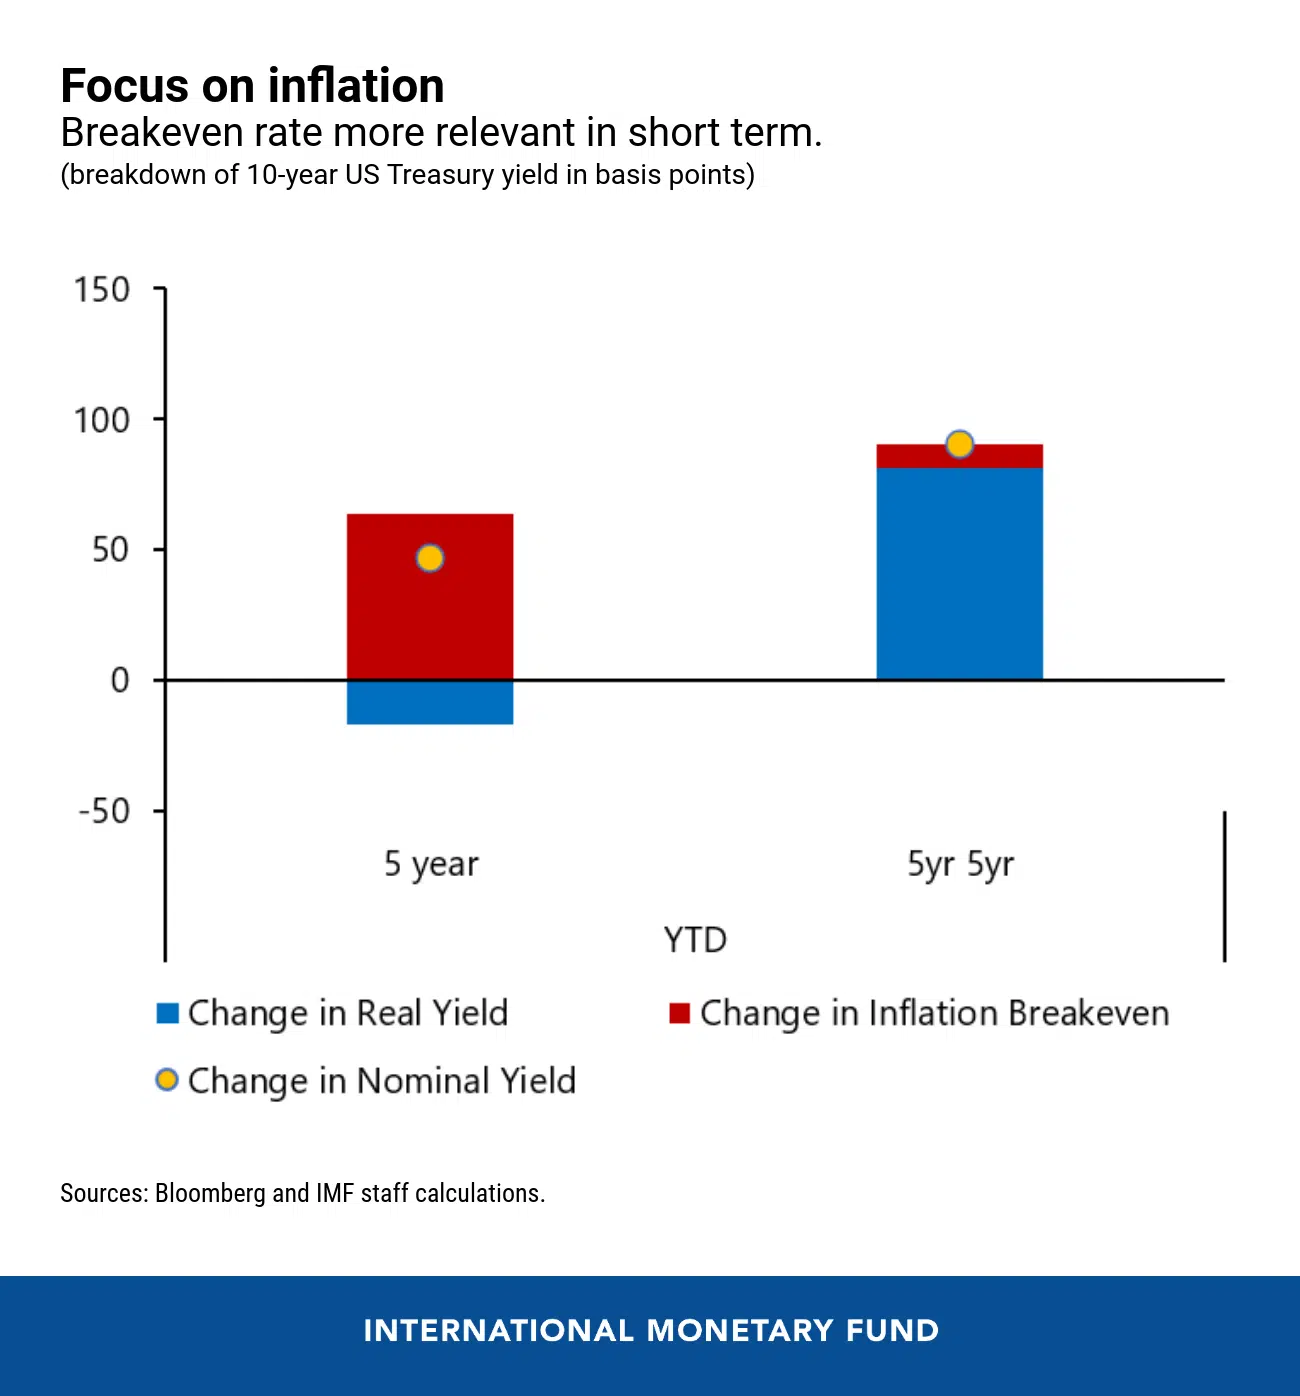 Focus on inflation
Breakeven rate more relevant in short term.
(breakdown of 10-year US Treasury yield in basis points)
150
100
50
0
-50
5 year
5yr 5yr
YTD
Change in Real Yield
Change in Inflation Breakeven
Change in Nominal Yield
Sources: Bloomberg and IMF staff calculations.
INTERNATIONAL MONETARY FUND